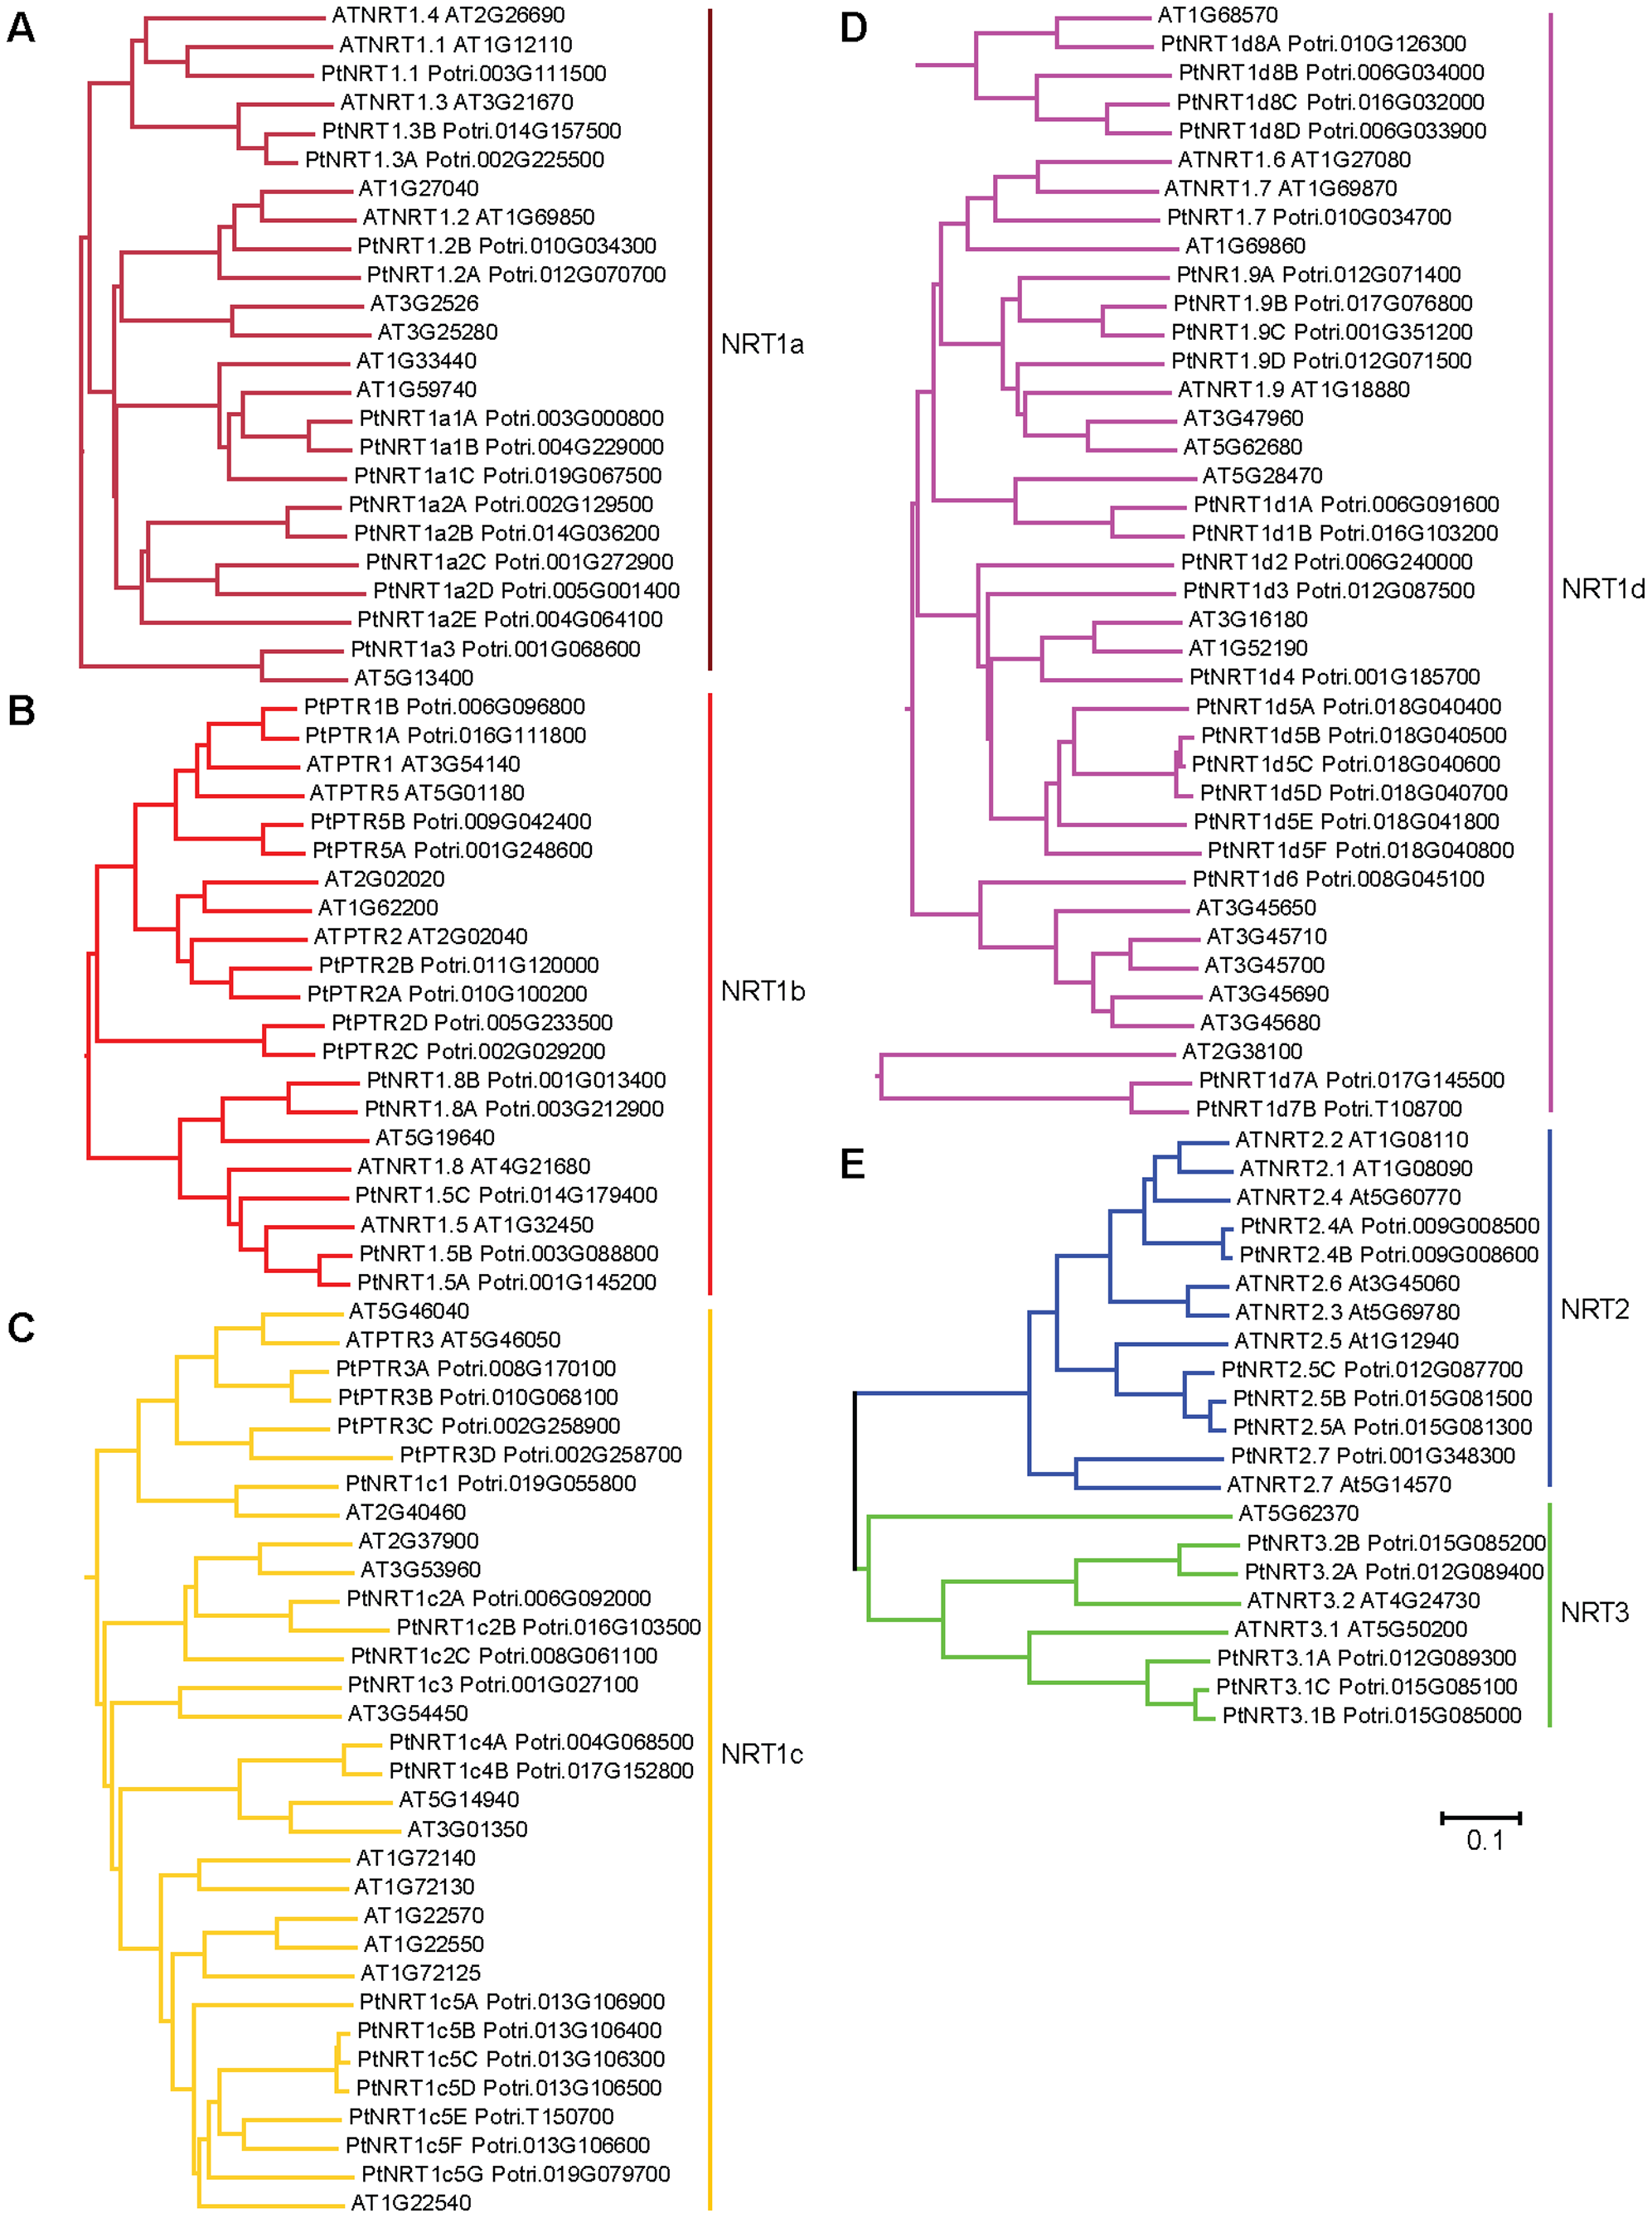 A
ATNRT1.4 AT2G26690
ATNRT1.1 AT1G12110
PtNRT1.1 Potri.003G111500
ATNRT1.3 AT3G21670
PtNRT1.3B Potri.014G157500
PtNRT1.3A Potri.002G225500
AT1G27040
ATNRT1.2 AT1G69850
PtNRT1.2B Potri.010G034300
PtNRT1.2A Potri.012G070700
AT3G2526
AT3G25280
AT1G33440
AT1G59740
PtNRT1a1A Potri.003G000800
PtNRT1a1B Potri.004G229000
PtNRT1a1C Potri.019G067500
PtNRT1a2A Potri.002G129500
PtNRT1a2B Potri.014G036200
PtNRT1a2C Potri.001G272900
PtNRT1a2D Potri.005G001400
PtNRT1a2E Potri.004G064100
PtNRT1a3 Potri.001G068600
AT5G13400
NRT1a
B
PtPTR1B Potri.006G096800
PtPTR1A Potri.016G111800
ATPTR1 AT3G54140
ATPTR5 AT5G01180
PtPTR5B Potri.009G042400
PtPTR5A Potri.001G248600
AT2G02020
AT1G62200
ATPTR2 AT2G02040
PtPTR2B Potri.011G120000
PtPTR2A Potri.010G100200
PtPTR2D Potri.005G233500
PtPTR2C Potri.002G029200
PtNRT1.8B Potri.001G013400
PtNRT1.8A Potri.003G212900
AT5G19640
ATNRT1.8 AT4G21680
PtNRT1.5C Potri.014G179400
ATNRT1.5 AT1G32450
PtNRT1.5B Potri.003G088800
PtNRT1.5A Potri.001G145200
NRT1b
C
AT5G46040
ATPTR3 AT5G46050
PtPTR3A Potri.008G170100
PtPTR3B Potri.010G068100
PtPTR3C Potri.002G258900
PtPTR3D Potri.002G258700
PtNRT1c1 Potri.019G055800
AT2G40460
AT2G37900
AT3G53960
PtNRT1c2A Potri.006G092000
PtNRT1c2B Potri.016G103500
PtNRT1c2C Potri.008G061100
PtNRT1c3 Potri.001G027100
AT3G54450
PtNRT1c4A Potri.004G068500
PtNRT1c4B Potri.017G152800
AT5G14940
AT3G01350
AT1G72140
AT1G72130
AT1G22570
AT1G22550
AT1G72125
PtNRT1c5A Potri.013G106900
PtNRT1c5B Potri.013G106400
PtNRT1c5C Potri.013G106300
PtNRT1c5D Potri.013G106500
PtNRT1c5E Potri.T150700
PtNRT1c5F Potri.013G106600
PtNRT1c5G Potri.019G079700
AT1G22540
NRT1c
D
AT1G68570
PtNRT1d8A Potri.010G126300
PtNRT1d8B Potri.006G034000
PtNRT1d8C Potri.016G032000
PtNRT1d8D Potri.006G033900
ATNRT1.6 AT1G27080
ATNRT1.7 AT1G69870
PtNRT1.7 Potri.010G034700
AT1G69860
PtNR1.9A Potri.012G071400
PtNRT1.9B Potri.017G076800
PtNRT1.9C Potri.001G351200
PtNRT1.9D Potri.012G071500
ATNRT1.9 AT1G18880
AT3G47960
AT5G62680
AT5G28470
PtNRT1d1A Potri.006G091600
PtNRT1d1B Potri.016G103200
PtNRT1d2 Potri.006G240000
PtNRT1d3 Potri.012G087500
AT3G16180
AT1G52190
PtNRT1d4 Potri.001G185700
PtNRT1d5A Potri.018G040400
PtNRT1d5B Potri.018G040500
PtNRT1d5C Potri.018G040600
PtNRT1d5D Potri.018G040700
PtNRT1d5E Potri.018G041800
PtNRT1d5F Potri.018G040800
PtNRT1d6 Potri.008G045100
AT3G45650
AT3G45710
AT3G45700
AT3G45690
AT3G45680
AT2G38100
PtNRT1d7A Potri.017G145500
PtNRT1d7B Potri.T108700
NRT1d
E
ATNRT2.2 AT1G08110
ATNRT2.1 AT1G08090
ATNRT2.4 At5G60770
PtNRT2.4A Potri.009G008500
PtNRT2.4B Potri.009G008600
ATNRT2.6 At3G45060
ATNRT2.3 At5G69780
ATNRT2.5 At1G12940
PtNRT2.5C Potri.012G087700
PtNRT2.5B Potri.015G081500
PtNRT2.5A Potri.015G081300
PtNRT2.7 Potri.001G348300
ATNRT2.7 At5G14570
NRT2
AT5G62370
PtNRT3.2B Potri.015G085200
PtNRT3.2A Potri.012G089400
ATNRT3.2 AT4G24730
ATNRT3.1 AT5G50200
PtNRT3.1A Potri.012G089300
PtNRT3.1C Potri.015G085100
PtNRT3.1B Potri.015G085000
NRT3
0.1